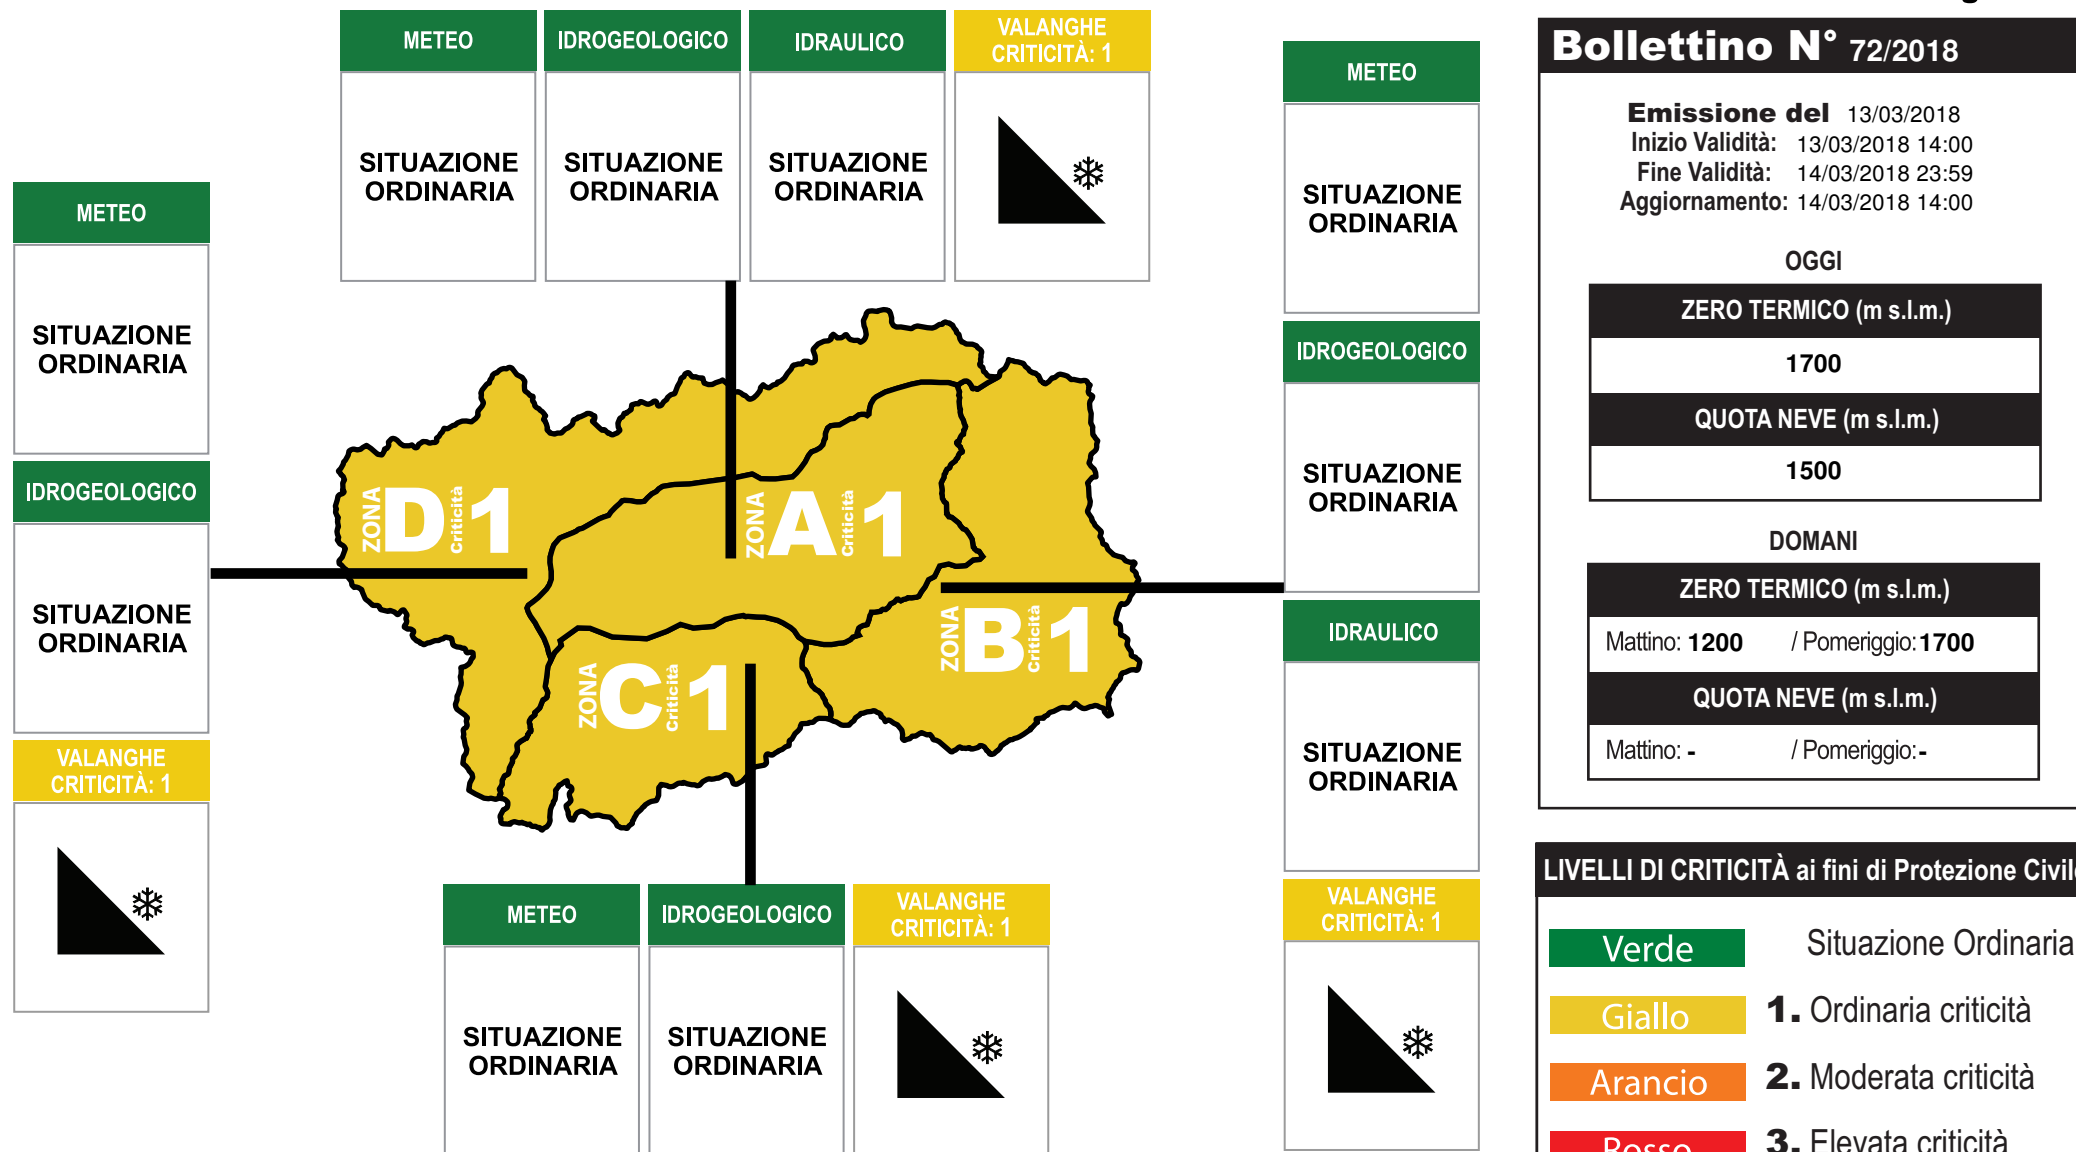 METEO
IDROGEOLOGICO
IDRAULICO
VALANGHE
CRITICITÀ: 1
SITUAZIONE
ORDINARIA
SITUAZIONE
ORDINARIA
SITUAZIONE
ORDINARIA
METEO
SITUAZIONE
ORDINARIA
IDROGEOLOGICO
SITUAZIONE
ORDINARIA
VALANGHE
CRITICITÀ: 1
ZONA D Criticità 1
ZONA A Criticità 1
ZONA B Criticità 1
ZONA C Criticità 1
METEO
IDROGEOLOGICO
VALANGHE
CRITICITÀ: 1
SITUAZIONE
ORDINARIA
SITUAZIONE
ORDINARIA
METEO
SITUAZIONE
ORDINARIA
IDROGEOLOGICO
SITUAZIONE
ORDINARIA
IDRAULICO
SITUAZIONE
ORDINARIA
VALANGHE
CRITICITÀ: 1
Bollettino N° 72/2018
Emissione del 13/03/2018
Inizio Validità: 13/03/2018 14:00
Fine Validità: 14/03/2018 23:59
Aggiornamento: 14/03/2018 14:00
OGGI
ZERO TERMICO (m s.l.m.)
1700
QUOTA NEVE (m s.l.m.)
1500
DOMANI
ZERO TERMICO (m s.l.m.)
Mattino: 1200 / Pomeriggio: 1700
QUOTA NEVE (m s.l.m.)
Mattino: - / Pomeriggio: -
LIVELLI DI CRITICITÀ ai fini di Protezione Civile
Verde Situazione Ordinaria
Giallo 1. Ordinaria criticità
Arancio 2. Moderata criticità
Rosso 3. Elevata criticità